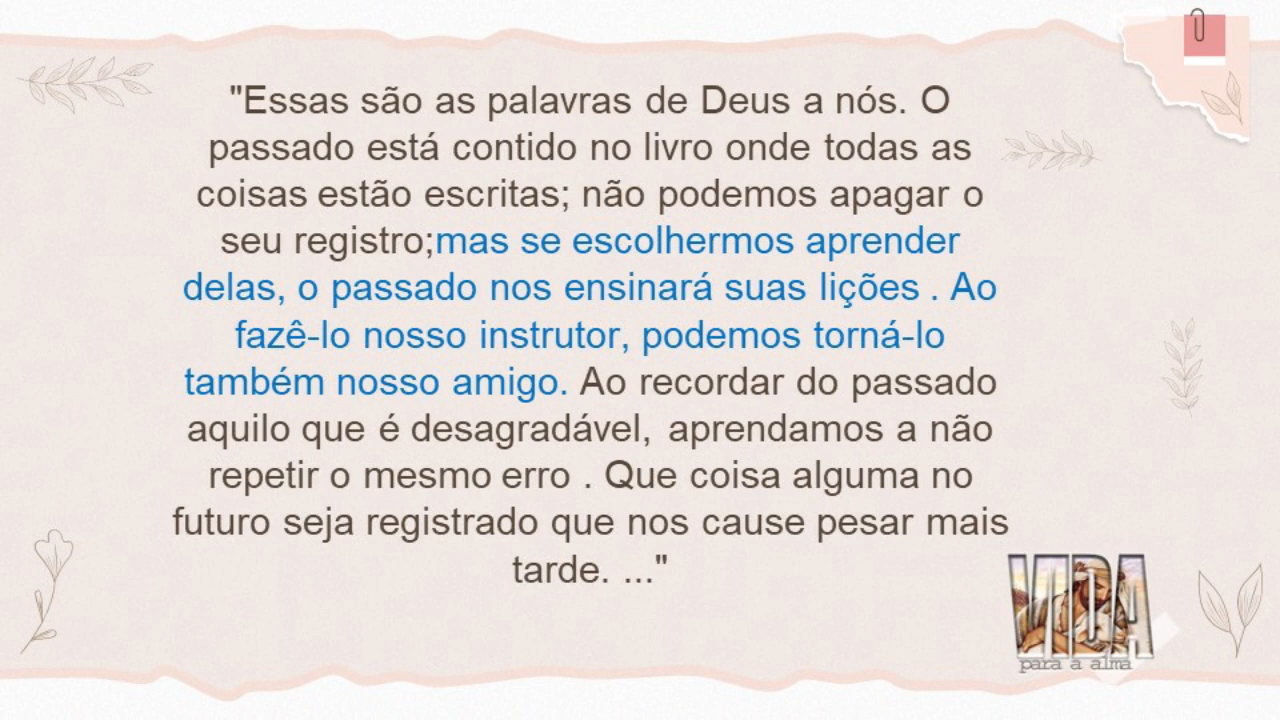 "Essas são as palavras de Deus a nós. O
passado está contido no livro onde todas as
coisas estão escritas; não podemos apagar o
seu registro;mas se escolhermos aprender
delas, o passado nos ensinará suas lições . Ao
fazê-lo nosso instrutor, podemos torná-lo
também nosso amigo. Ao recordar do passado
aquilo que é desagradável, aprendamos a não
repetir o mesmo erro . Que coisa alguma no
futuro seja registrado que nos cause pesar mais
tarde. ..."
VIDA
para a alma